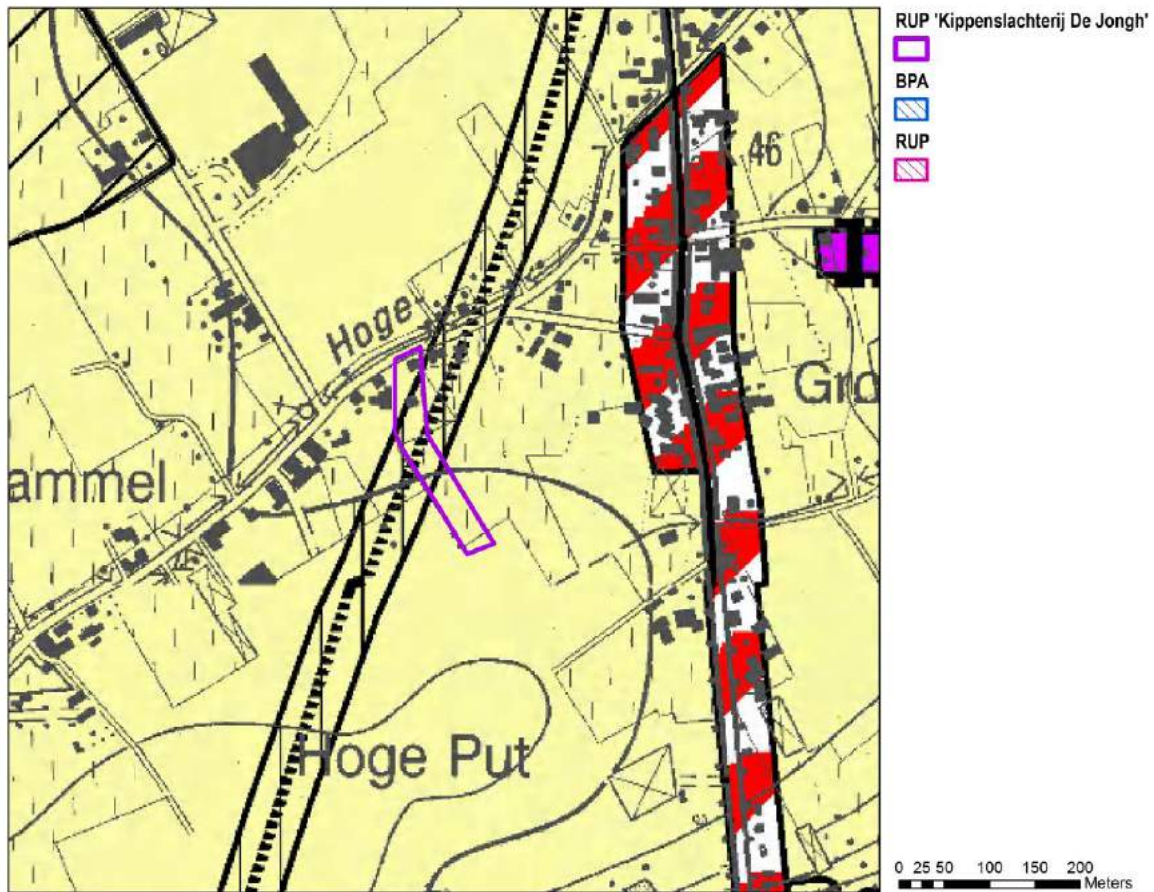 RUP 'Kippenslachterij De Jongh'
BPA
RUP
46
Hoge
Gro
ammel
Hoge Put
0 25 50 100 150 200
Meters